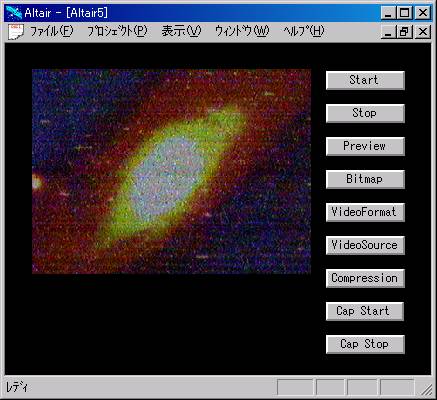 Altair - [Altair5]
ﾌｧｲﾙ(F) ﾌﾟﾛｼﾞｪｸﾄ(P) 表示(V) ｳｨﾝﾄﾞｳ(W) ﾍﾙﾌﾟ(H)
Start
Stop
Preview
Bitmap
VideoFormat
VideoSource
Compression
Cap Start
Cap Stop
ﾚﾃﾞｨ